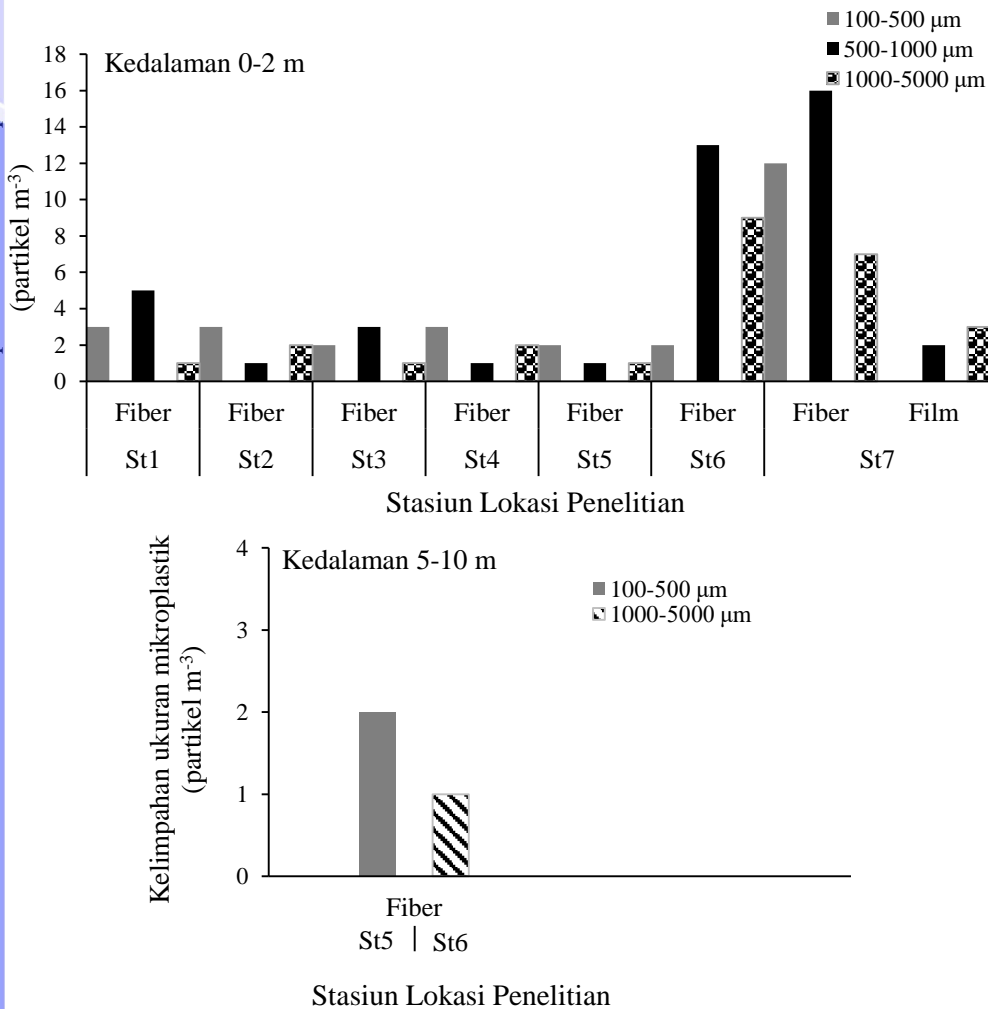 100-500 μm
500-1000 μm
1000-5000 μm
Kedalaman 0-2 m
18
16
14
12
10
8
6
4
2
0
(partikel m⁻³)
Fiber Fiber Fiber Fiber Fiber Fiber Fiber Film
St1 St2 St3 St4 St5 St6 St7
Stasiun Lokasi Penelitian
Kedalaman 5-10 m
100-500 μm
1000-5000 μm
Kelimpahan ukuran mikroplastik
(partikel m⁻³)
4
3
2
1
0
Fiber
St5 | St6
Stasiun Lokasi Penelitian